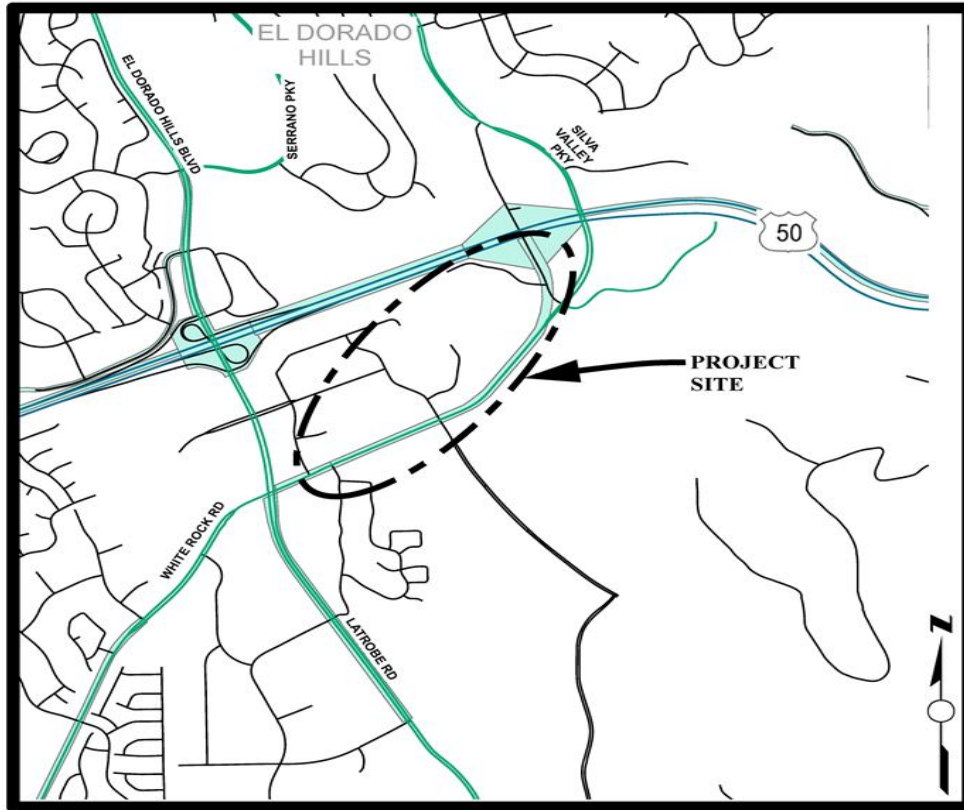 EL DORADO
HILLS
EL DORADO HILLS BLVD
SERRANO PKY
SILVA
VALLEY
PKY
50
PROJECT
SITE
WHITE ROCK RD
LATROBE RD
N